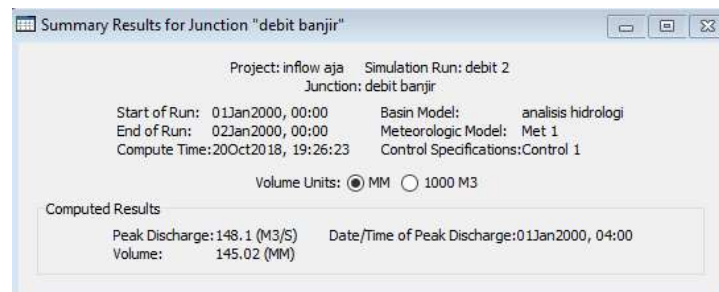 Summary Results for Junction "debit banjir"
Project: inflow aja Simulation Run: debit 2
Junction: debit banjir
Start of Run: 01Jan2000, 00:00 Basin Model: analisis hidrologi
End of Run: 02Jan2000, 00:00 Meteorologic Model: Met 1
Compute Time:20Oct2018, 19:26:23 Control Specifications:Control 1
Volume Units: MM 1000 M3
Computed Results
Peak Discharge:148.1 (M3/S) Date/Time of Peak Discharge:01Jan2000, 04:00
Volume: 145.02 (MM)